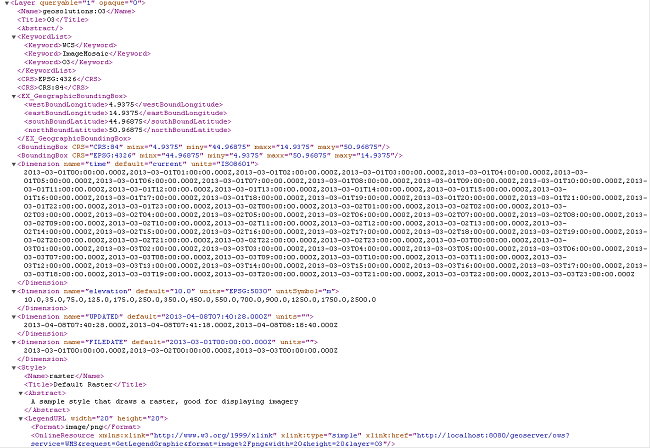 ▼<Layer queryable="1" opaque="0">
<Name>geosolutions:O3</Name>
<Title>O3</Title>
<Abstract/>
▼<KeywordList>
<Keyword>WCS</Keyword>
<Keyword>ImageMosaic</Keyword>
<Keyword>O3</Keyword>
</KeywordList>
<CRS>EPSG:4326</CRS>
<CRS>CRS:84</CRS>
▼<EX_GeographicBoundingBox>
<westBoundLongitude>4.9375</westBoundLongitude>
<eastBoundLongitude>14.9375</eastBoundLongitude>
<southBoundLatitude>44.96875</southBoundLatitude>
<northBoundLatitude>50.96875</northBoundLatitude>
</EX_GeographicBoundingBox>
<BoundingBox CRS="CRS:84" minx="4.9375" miny="44.96875" maxx="14.9375" maxy="50.96875"/>
<BoundingBox CRS="EPSG:4326" minx="44.96875" miny="4.9375" maxx="50.96875" maxy="14.9375"/>
▼<Dimension name="time" default="current" units="ISO8601">
2013-03-01T00:00:00.000Z,2013-03-01T01:00:00.000Z,2013-03-01T02:00:00.000Z,2013-03-01T03:00:00.000Z,2013-03-01T04:00:00.000Z,2013-03-
01T05:00:00.000Z,2013-03-01T06:00:00.000Z,2013-03-01T07:00:00.000Z,2013-03-01T08:00:00.000Z,2013-03-01T09:00:00.000Z,2013-03-01T10:00:00.000Z,2013-
03-01T11:00:00.000Z,2013-03-01T12:00:00.000Z,2013-03-01T13:00:00.000Z,2013-03-01T14:00:00.000Z,2013-03-01T15:00:00.000Z,2013-03-
01T16:00:00.000Z,2013-03-01T17:00:00.000Z,2013-03-01T18:00:00.000Z,2013-03-01T19:00:00.000Z,2013-03-01T20:00:00.000Z,2013-03-01T21:00:00.000Z,2013-
03-01T22:00:00.000Z,2013-03-01T23:00:00.000Z,2013-03-02T00:00:00.000Z,2013-03-02T01:00:00.000Z,2013-03-02T02:00:00.000Z,2013-03-
02T03:00:00.000Z,2013-03-02T04:00:00.000Z,2013-03-02T05:00:00.000Z,2013-03-02T06:00:00.000Z,2013-03-02T07:00:00.000Z,2013-03-02T08:00:00.000Z,2013-
03-02T09:00:00.000Z,2013-03-02T10:00:00.000Z,2013-03-02T11:00:00.000Z,2013-03-02T12:00:00.000Z,2013-03-02T13:00:00.000Z,2013-03-
02T14:00:00.000Z,2013-03-02T15:00:00.000Z,2013-03-02T16:00:00.000Z,2013-03-02T17:00:00.000Z,2013-03-02T18:00:00.000Z,2013-03-02T19:00:00.000Z,2013-
03-02T20:00:00.000Z,2013-03-02T21:00:00.000Z,2013-03-02T22:00:00.000Z,2013-03-02T23:00:00.000Z,2013-03-03T00:00:00.000Z,2013-03-
03T01:00:00.000Z,2013-03-03T02:00:00.000Z,2013-03-03T03:00:00.000Z,2013-03-03T04:00:00.000Z,2013-03-03T05:00:00.000Z,2013-03-03T06:00:00.000Z,2013-
03-03T07:00:00.000Z,2013-03-03T08:00:00.000Z,2013-03-03T09:00:00.000Z,2013-03-03T10:00:00.000Z,2013-03-03T11:00:00.000Z,2013-03-
03T12:00:00.000Z,2013-03-03T13:00:00.000Z,2013-03-03T14:00:00.000Z,2013-03-03T15:00:00.000Z,2013-03-03T16:00:00.000Z,2013-03-03T17:00:00.000Z,2013-
03-03T18:00:00.000Z,2013-03-03T19:00:00.000Z,2013-03-03T20:00:00.000Z,2013-03-03T21:00:00.000Z,2013-03-03T22:00:00.000Z,2013-03-03T23:00:00.000Z
</Dimension>
▼<Dimension name="elevation" default="10.0" units="EPSG:5030" unitSymbol="m">
10.0,35.0,75.0,125.0,175.0,250.0,350.0,450.0,550.0,700.0,900.0,1250.0,1750.0,2500.0
</Dimension>
▼<Dimension name="UPDATED" default="2013-04-08T07:40:28.000Z" units="">
2013-04-08T07:40:28.000Z,2013-04-08T07:41:18.000Z,2013-04-08T08:18:40.000Z
</Dimension>
▼<Dimension name="FILEDATE" default="2013-03-01T00:00:00.000Z" units="">
2013-03-01T00:00:00.000Z,2013-03-02T00:00:00.000Z,2013-03-03T00:00:00.000Z
</Dimension>
▼<Style>
<Name>raster</Name>
<Title>Default Raster</Title>
▼<Abstract>
A sample style that draws a raster, good for displaying imagery
</Abstract>
▼<LegendURL width="20" height="20">
<Format>image/png</Format>
<OnlineResource xmlns:xlink="http://www.w3.org/1999/xlink" xlink:type="simple" xlink:href="http://localhost:8080/geoserver/ows?
service=WMS&request=GetLegendGraphic&format=image%2Fpng&width=20&height=20&layer=O3"/>